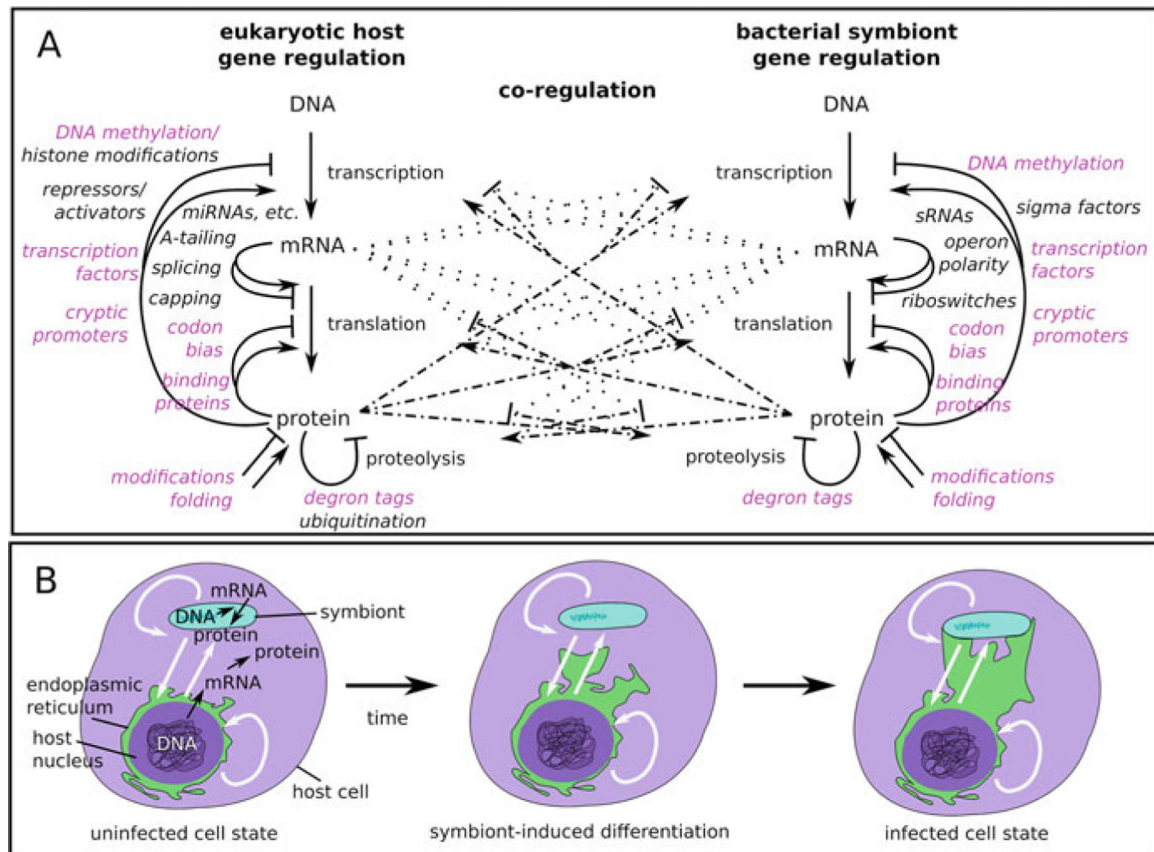 A
eukaryotic host
gene regulation
bacterial symbiont
gene regulation
co-regulation
DNA
DNA
DNA methylation/
histone modifications
repressors/
activators
miRNAs, etc.
A-tailing
transcription
factors
splicing
capping
cryptic
promoters
codon
bias
binding
proteins
modifications
folding
transcription
mRNA
translation
protein
proteolysis
degron tags
ubiquitination
transcription
mRNA
translation
protein
proteolysis
degron tags
DNA methylation
sigma factors
sRNAs
operon
polarity
transcription
factors
riboswitches
cryptic
promoters
codon
bias
binding
proteins
modifications
folding
B
mRNA
DNA
symbiont
protein
protein
mRNA
endoplasmic
reticulum
host
nucleus
DNA
host cell
time
uninfected cell state
symbiont-induced differentiation
infected cell state